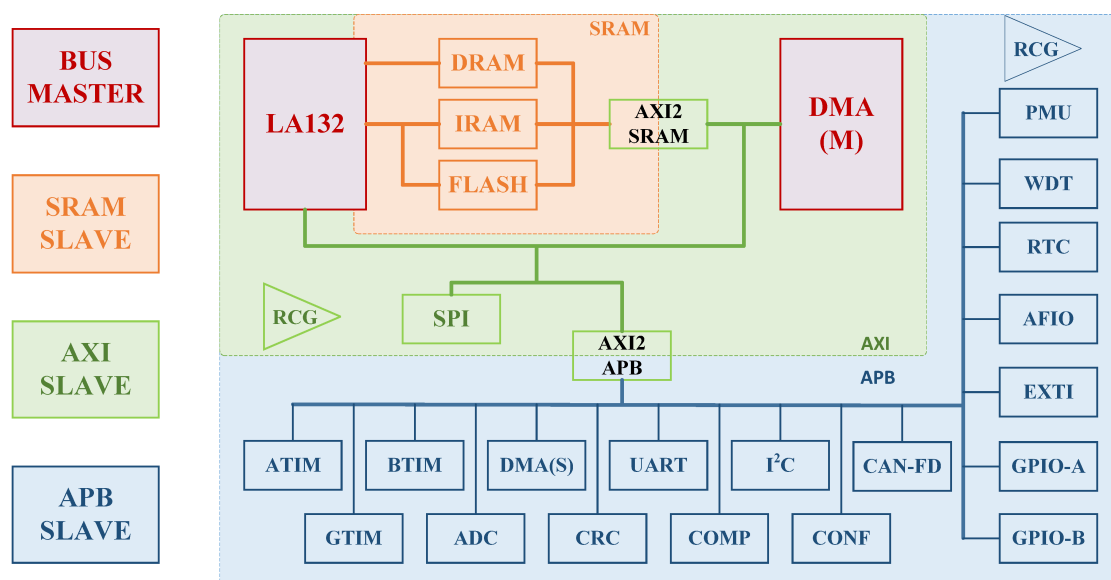 BUS
MASTER
SRAM
SLAVE
AXI
SLAVE
APB
SLAVE
SRAM
LA132
DRAM
IRAM
FLASH
AXI2
SRAM
DMA
(M)
RCG
SPI
AXI2
APB
AXI
APB
RCG
PMU
WDT
RTC
AFIO
EXTI
GPIO-A
GPIO-B
ATIM
BTIM
DMA(S)
UART
I²C
CAN-FD
GTIM
ADC
CRC
COMP
CONF